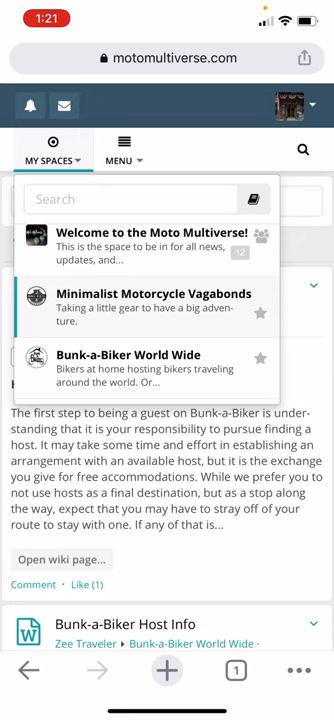 1:21
motomultiverse.com
MY SPACES
MENU
Search
Welcome to the Moto Multiverse!
This is the space to be in for all news,
updates, and...
12
Minimalist Motorcycle Vagabonds
Taking a little gear to have a big adven-
ture.
Bunk-a-Biker World Wide
Bikers at home hosting bikers traveling
around the world. Or...
The first step to being a guest on Bunk-a-Biker is under-
standing that it is your responsibility to pursue finding a
host. It may take some time and effort in establishing an
arrangement with an available host, but it is the exchange
you give for free accommodations. While we prefer you to
not use hosts as a final destination, but as a stop along
the way, expect that you may have to stray off of your
route to stay with one. If any of that is...
Open wiki page...
Comment · Like (1)
W
Bunk-a-Biker Host Info
Zee Traveler Bunk-a-Biker World Wide ·
1